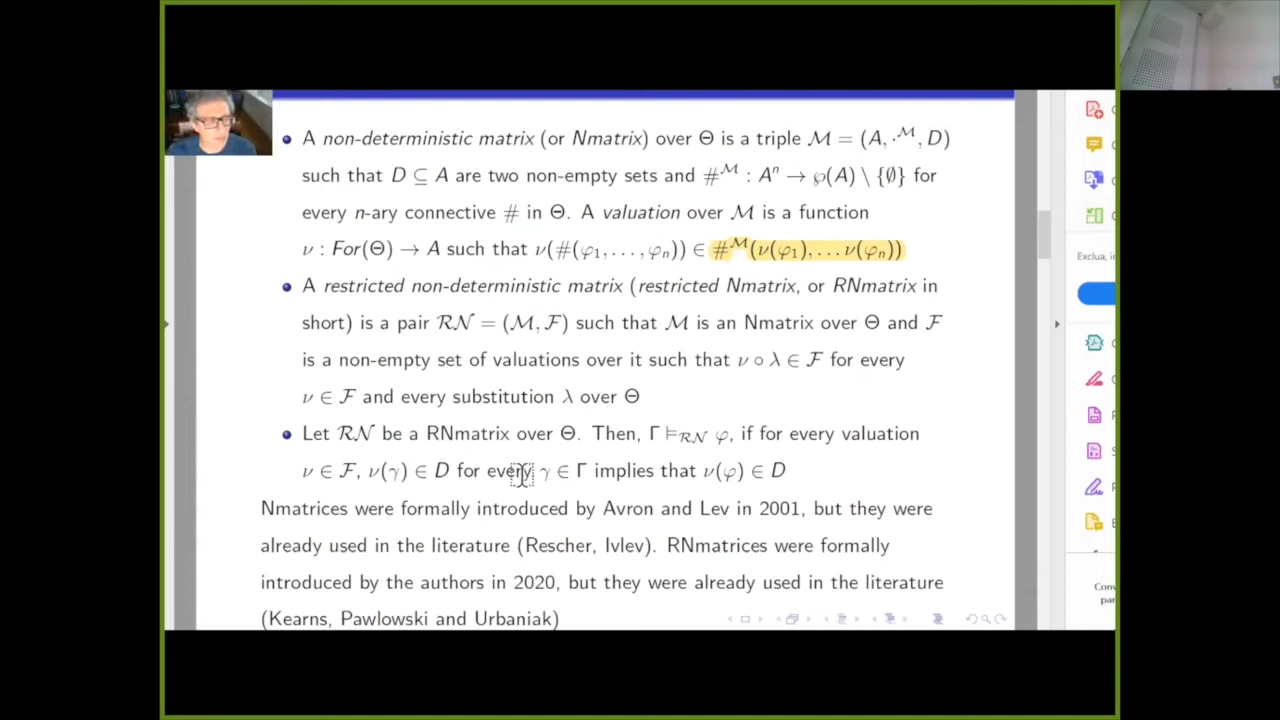 • A non-deterministic matrix (or Nmatrix) over Θ is a triple ℳ = (A, ·^ℳ, D)
such that D ⊆ A are two non-empty sets and #^ℳ : Aⁿ → ℘(A) \ {∅} for
every n-ary connective # in Θ. A valuation over ℳ is a function
ν : For(Θ) → A such that ν(#(φ₁, . . . , φₙ)) ∈ #^ℳ(ν(φ₁), . . . ν(φₙ))
• A restricted non-deterministic matrix (restricted Nmatrix, or RNmatrix in
short) is a pair ℛ𝒩 = (ℳ, ℱ) such that ℳ is an Nmatrix over Θ and ℱ
is a non-empty set of valuations over it such that ν ∘ λ ∈ ℱ for every
ν ∈ ℱ and every substitution λ over Θ
• Let ℛ𝒩 be a RNmatrix over Θ. Then, Γ ⊨_ℛ𝒩 φ, if for every valuation
ν ∈ ℱ, ν(γ) ∈ D for every γ ∈ Γ implies that ν(φ) ∈ D
Nmatrices were formally introduced by Avron and Lev in 2001, but they were
already used in the literature (Rescher, Ivlev). RNmatrices were formally
introduced by the authors in 2020, but they were already used in the literature
(Kearns, Pawlowski and Urbaniak)
Exclua, i
Conv
par